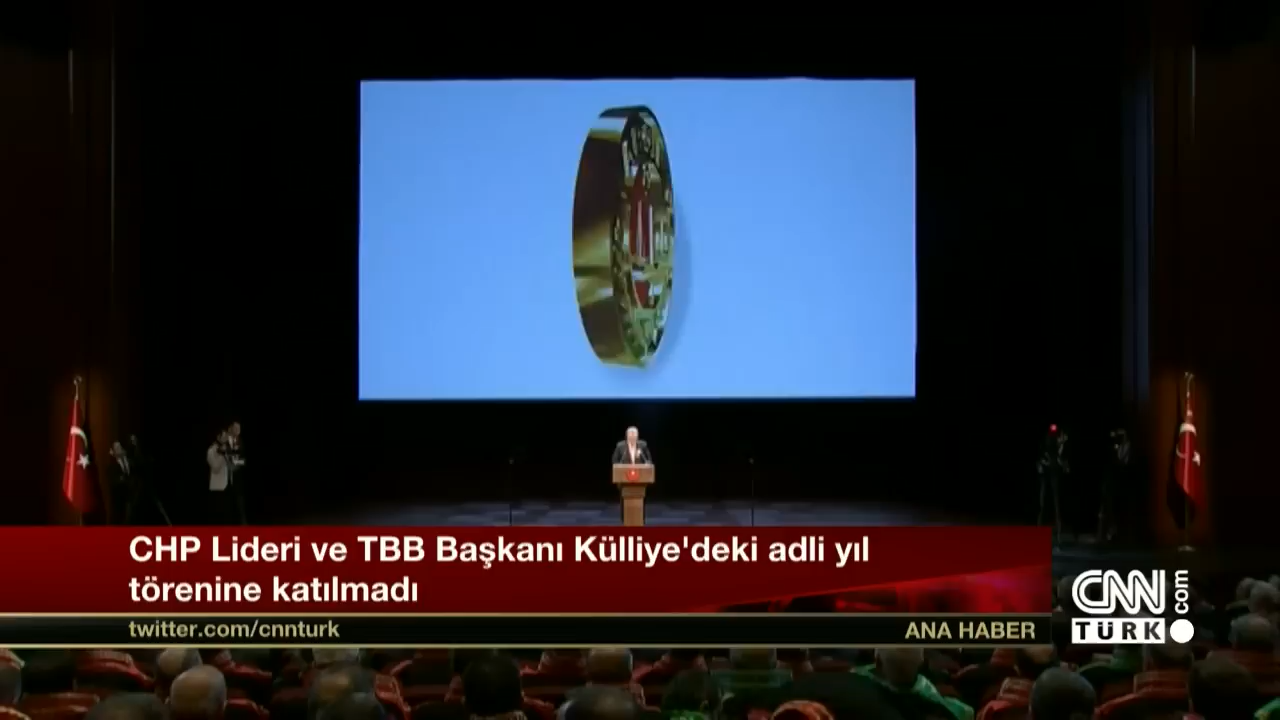 CHP Lideri ve TBB Başkanı Külliye'deki adli yıl
törenine katılmadı
twitter.com/cnnturk
ANA HABER
CNN
TÜRK
.com